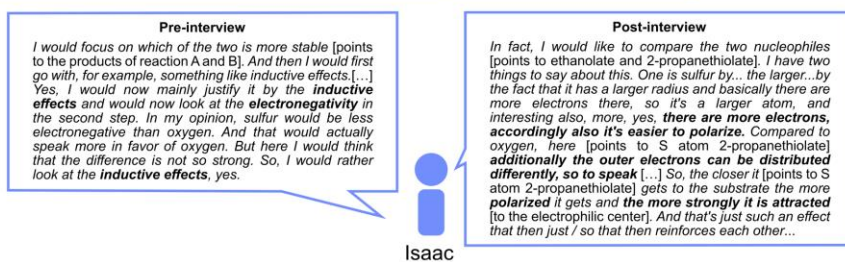 Pre-interview
I would focus on which of the two is more stable [points
to the products of reaction A and B]. And then I would first
go with, for example, something like inductive effects.[…]
Yes, I would now mainly justify it by the inductive
effects and would now look at the electronegativity in
the second step. In my opinion, sulfur would be less
electronegative than oxygen. And that would actually
speak more in favor of oxygen. But here I would think
that the difference is not so strong. So, I would rather
look at the inductive effects, yes.
Post-interview
In fact, I would like to compare the two nucleophiles
[points to ethanolate and 2-propanethiolate]. I have two
things to say about this. One is sulfur by... the larger...by
the fact that it has a larger radius and basically there are
more electrons there, so it's a larger atom, and
interesting also, more, yes, there are more electrons,
accordingly also it's easier to polarize. Compared to
oxygen, here [points to S atom 2-propanethiolate]
additionally the outer electrons can be distributed
differently, so to speak […] So, the closer it [points to S
atom 2-propanethiolate] gets to the substrate the more
polarized it gets and the more strongly it is attracted
[to the electrophilic center]. And that's just such an effect
that then just / so that then reinforces each other...
Isaac